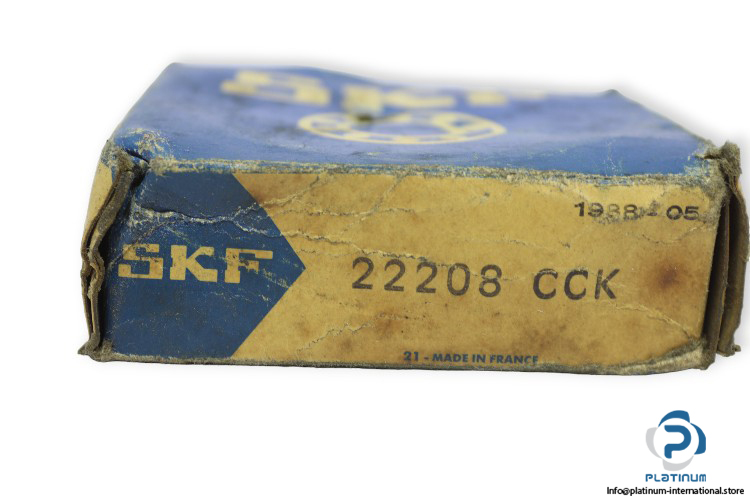 SKF
1988-05
SKF
22208 CCK
21 - MADE IN FRANCE
PLATINUM
Info@platinum-international.store